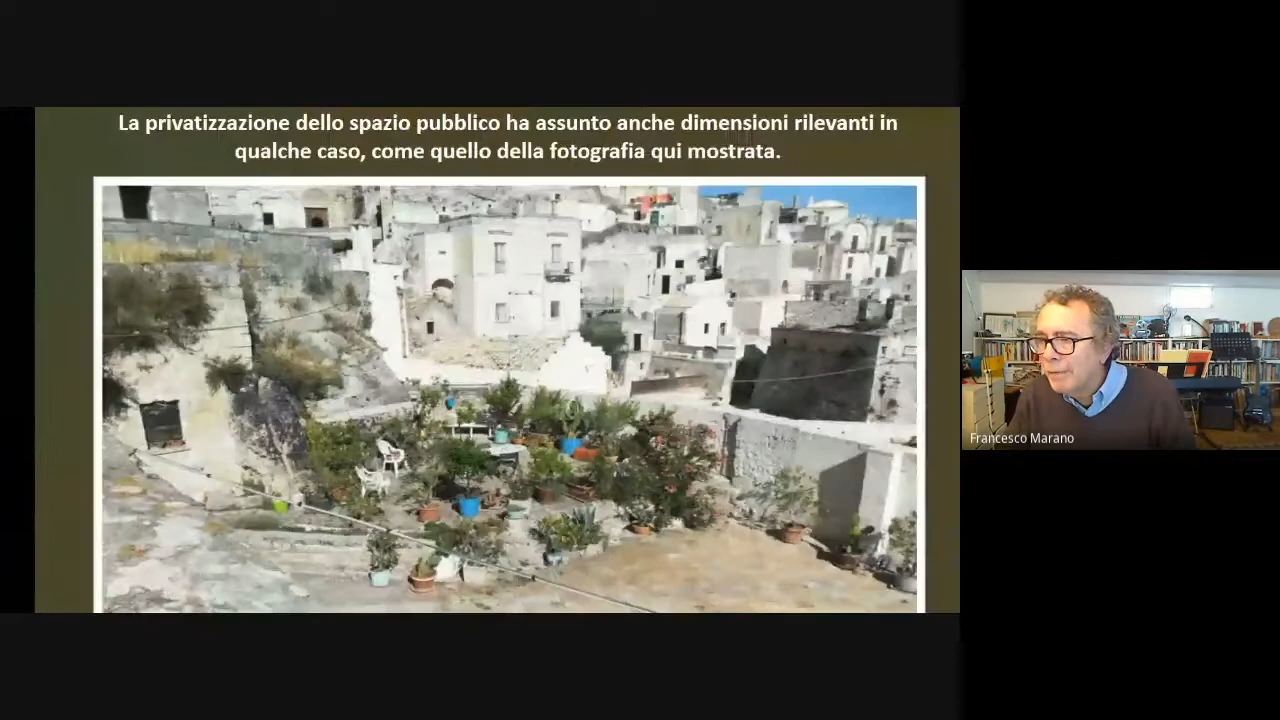 La privatizzazione dello spazio pubblico ha assunto anche dimensioni rilevanti in
qualche caso, come quello della fotografia qui mostrata.
Francesco Marano